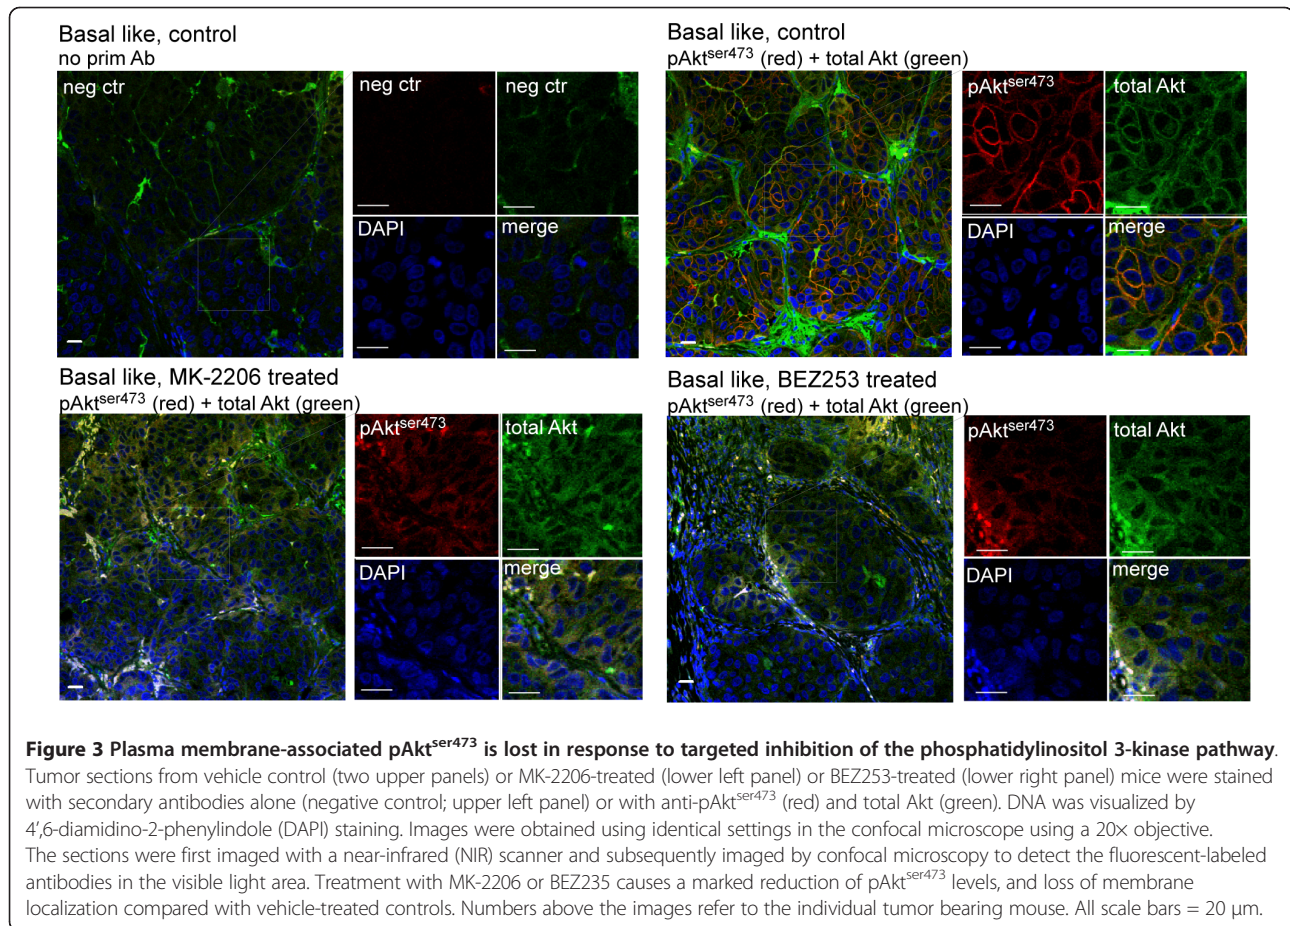 Basal like, control
no prim Ab
neg ctr
neg ctr
neg ctr
DAPI
merge
Basal like, control
pAktser473 (red) + total Akt (green)
pAktser473
total Akt
DAPI
merge
Basal like, MK-2206 treated
pAktser473 (red) + total Akt (green)
pAktser473
total Akt
DAPI
merge
Basal like, BEZ253 treated
pAktser473 (red) + total Akt (green)
pAktser473
total Akt
DAPI
merge
Figure 3 Plasma membrane-associated pAktser473 is lost in response to targeted inhibition of the phosphatidylinositol 3-kinase pathway.
Tumor sections from vehicle control (two upper panels) or MK-2206-treated (lower left panel) or BEZ253-treated (lower right panel) mice were stained
with secondary antibodies alone (negative control; upper left panel) or with anti-pAktser473 (red) and total Akt (green). DNA was visualized by
4',6-diamidino-2-phenylindole (DAPI) staining. Images were obtained using identical settings in the confocal microscope using a 20× objective.
The sections were first imaged with a near-infrared (NIR) scanner and subsequently imaged by confocal microscopy to detect the fluorescent-labeled
antibodies in the visible light area. Treatment with MK-2206 or BEZ235 causes a marked reduction of pAktser473 levels, and loss of membrane
localization compared with vehicle-treated controls. Numbers above the images refer to the individual tumor bearing mouse. All scale bars = 20 μm.